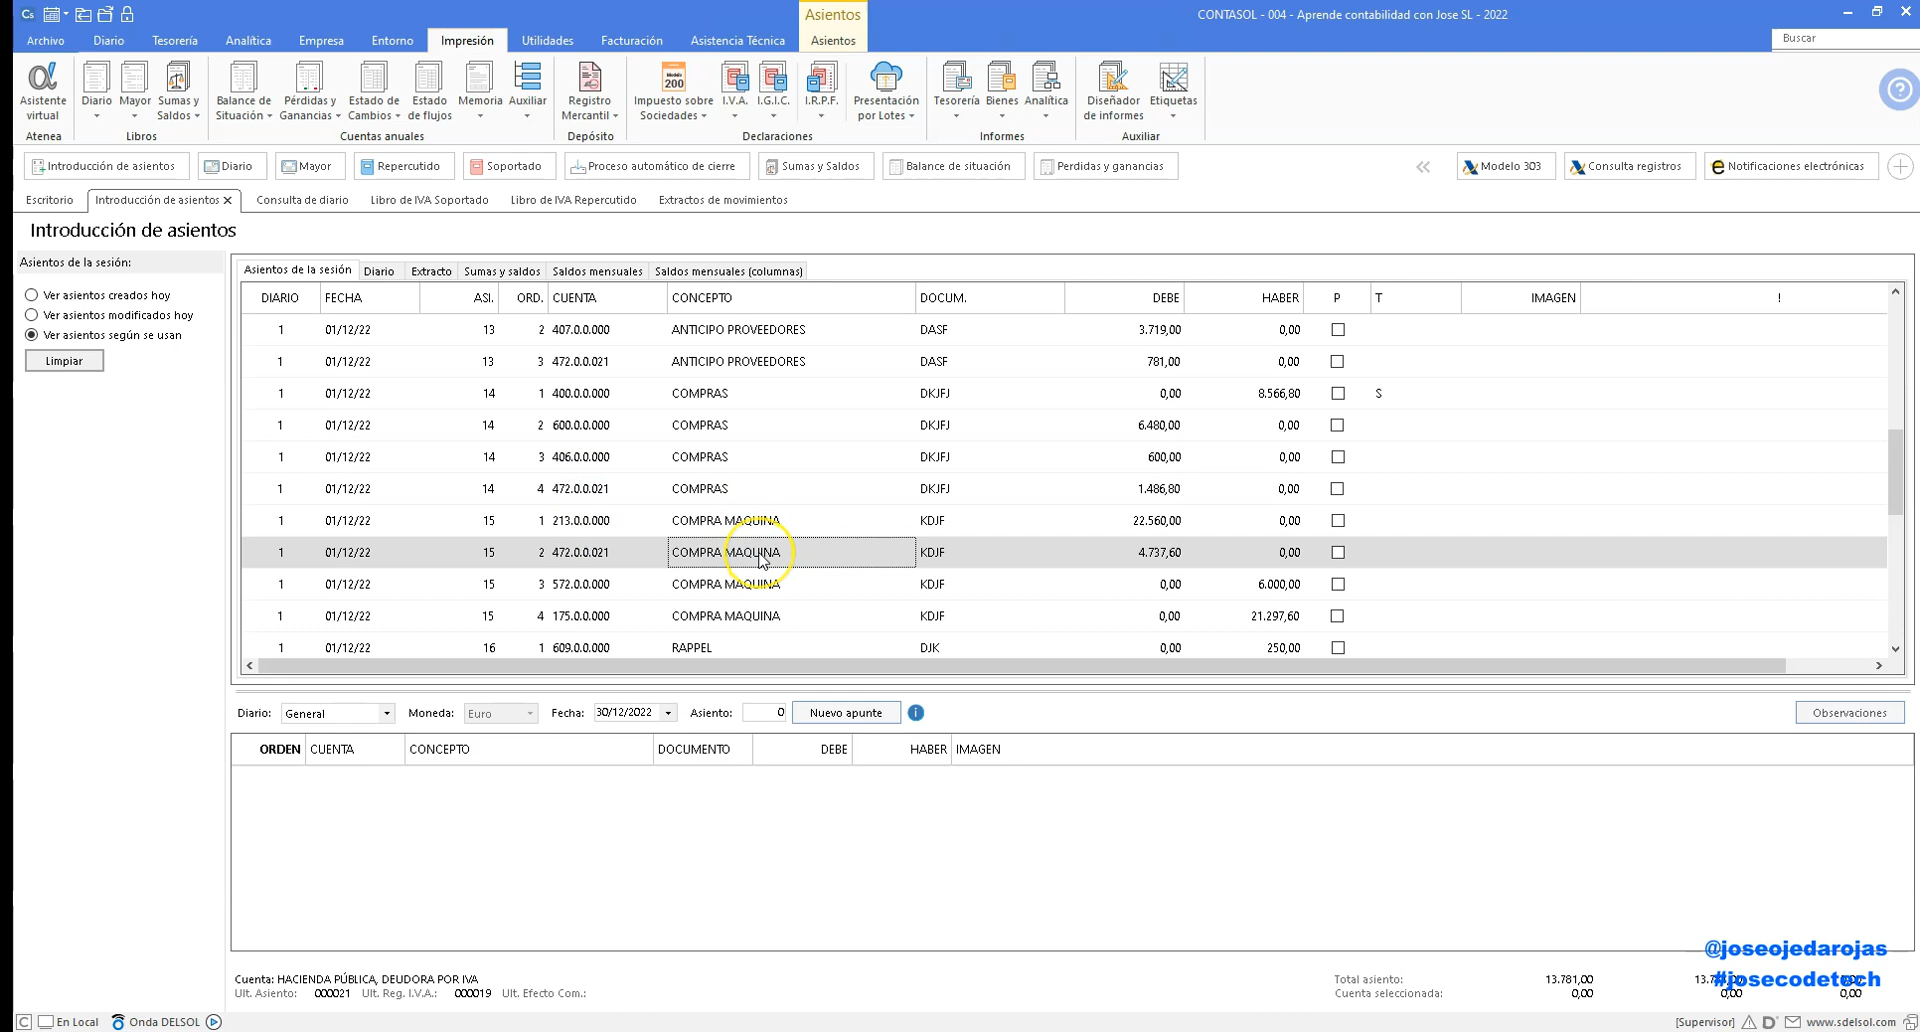 Cs
Asientos
CONTASOL - 004 - Aprende contabilidad con Jose SL - 2022
Archivo Diario Tesorería Analítica Empresa Entorno Impresión Utilidades Facturación Asistencia Técnica Asientos
Buscar
Asistente virtual
Diario
Mayor
Sumas y Saldos
Balance de Situación
Pérdidas y Ganancias
Estado de Cambios
Estado de flujos
Memoria
Auxiliar
Registro Mercantil
Modelo 200
Impuesto sobre Sociedades
I.V.A.
I.G.I.C.
I.R.P.F.
Presentación por Lotes
Tesorería
Bienes
Analítica
Diseñador de informes
Etiquetas
Atenea Libros Cuentas anuales Depósito Declaraciones Informes Auxiliar
Introducción de asientos Diario Mayor Repercutido Soportado Proceso automático de cierre Sumas y Saldos Balance de situación Perdidas y ganancias Modelo 303 Consulta registros Notificaciones electrónicas
Escritorio Introducción de asientos Consulta de diario Libro de IVA Soportado Libro de IVA Repercutido Extractos de movimientos
Introducción de asientos
Asientos de la sesión:
Ver asientos creados hoy
Ver asientos modificados hoy
Ver asientos según se usan
Limpiar
Asientos de la sesión Diario Extracto Sumas y saldos Saldos mensuales Saldos mensuales (columnas)
DIARIO FECHA ASI. ORD. CUENTA CONCEPTO DOCUM. DEBE HABER P T IMAGEN !
1 01/12/22 13 2 407.0.0.000 ANTICIPO PROVEEDORES DASF 3.719,00 0,00
1 01/12/22 13 3 472.0.0.021 ANTICIPO PROVEEDORES DASF 781,00 0,00
1 01/12/22 14 1 400.0.0.000 COMPRAS DKJFJ 0,00 8.566,80 S
1 01/12/22 14 2 600.0.0.000 COMPRAS DKJFJ 6.480,00 0,00
1 01/12/22 14 3 406.0.0.000 COMPRAS DKJFJ 600,00 0,00
1 01/12/22 14 4 472.0.0.021 COMPRAS DKJFJ 1.486,80 0,00
1 01/12/22 15 1 213.0.0.000 COMPRA MAQUINA KDJF 22.560,00 0,00
1 01/12/22 15 2 472.0.0.021 COMPRA MAQUINA KDJF 4.737,60 0,00
1 01/12/22 15 3 572.0.0.000 COMPRA MAQUINA KDJF 0,00 6.000,00
1 01/12/22 15 4 175.0.0.000 COMPRA MAQUINA KDJF 0,00 21.297,60
1 01/12/22 16 1 609.0.0.000 RAPPEL DJK 0,00 250,00
Diario: General Moneda: Euro Fecha: 30/12/2022 Asiento: 0 Nuevo apunte Observaciones
ORDEN CUENTA CONCEPTO DOCUMENTO DEBE HABER IMAGEN
@joseojedarojas
#josecodetech
Cuenta: HACIENDA PÚBLICA, DEUDORA POR IVA Total asiento: 13.781,00
Ult. Asiento: 000021 Ult. Reg. I.V.A.: 000019 Ult. Efecto Com.: Cuenta seleccionada: 0,00 0,00 0,00
En Local Onda DELSOL [Supervisor] www.sdelsol.com